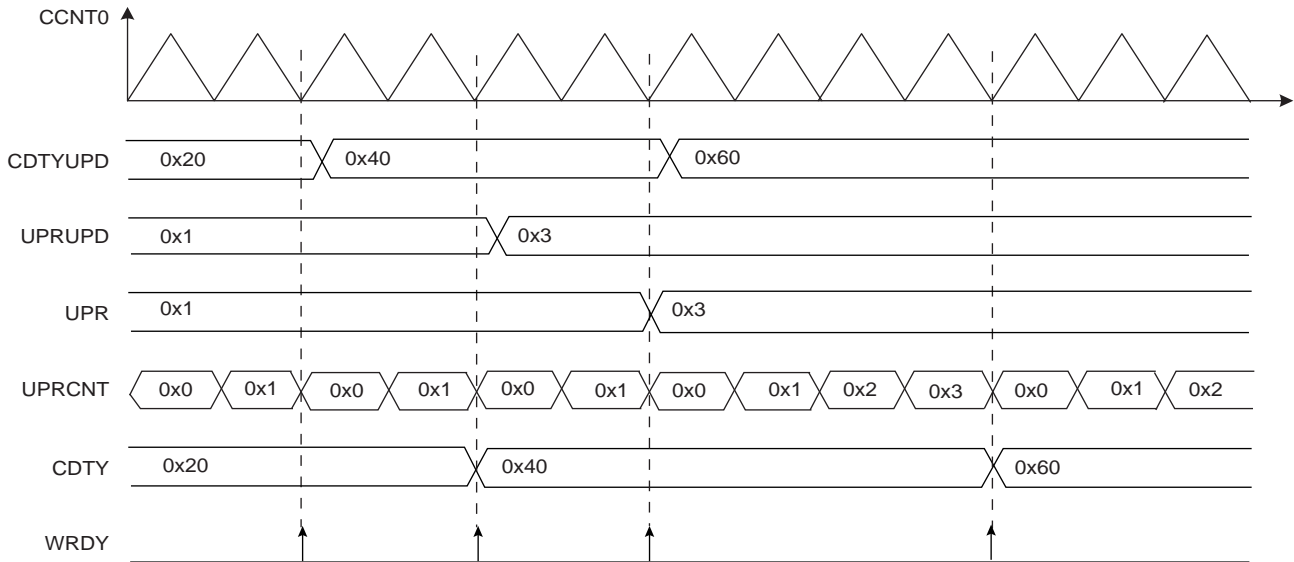 CCNT0
CDTYUPD 0x20 0x40 0x60
UPRUPD 0x1 0x3
UPR 0x1 0x3
UPRCNT 0x0 0x1 0x0 0x1 0x0 0x1 0x0 0x1 0x2 0x3 0x0 0x1 0x2
CDTY 0x20 0x40 0x60
WRDY